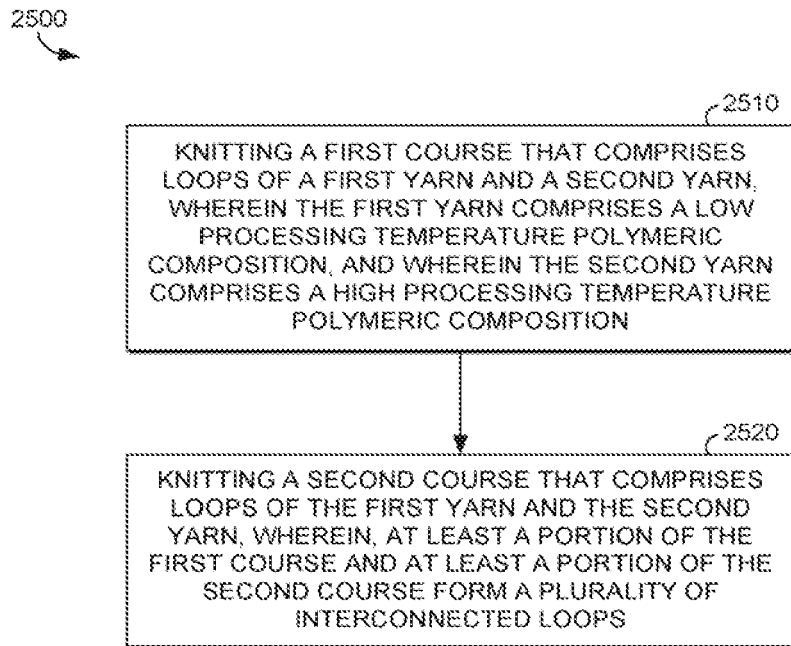 2500
2510
KNITTING A FIRST COURSE THAT COMPRISES
LOOPS OF A FIRST YARN AND A SECOND YARN,
WHEREIN THE FIRST YARN COMPRISES A LOW
PROCESSING TEMPERATURE POLYMERIC
COMPOSITION, AND WHEREIN THE SECOND YARN
COMPRISES A HIGH PROCESSING TEMPERATURE
POLYMERIC COMPOSITION
2520
KNITTING A SECOND COURSE THAT COMPRISES
LOOPS OF THE FIRST YARN AND THE SECOND
YARN, WHEREIN, AT LEAST A PORTION OF THE
FIRST COURSE AND AT LEAST A PORTION OF THE
SECOND COURSE FORM A PLURALITY OF
INTERCONNECTED LOOPS